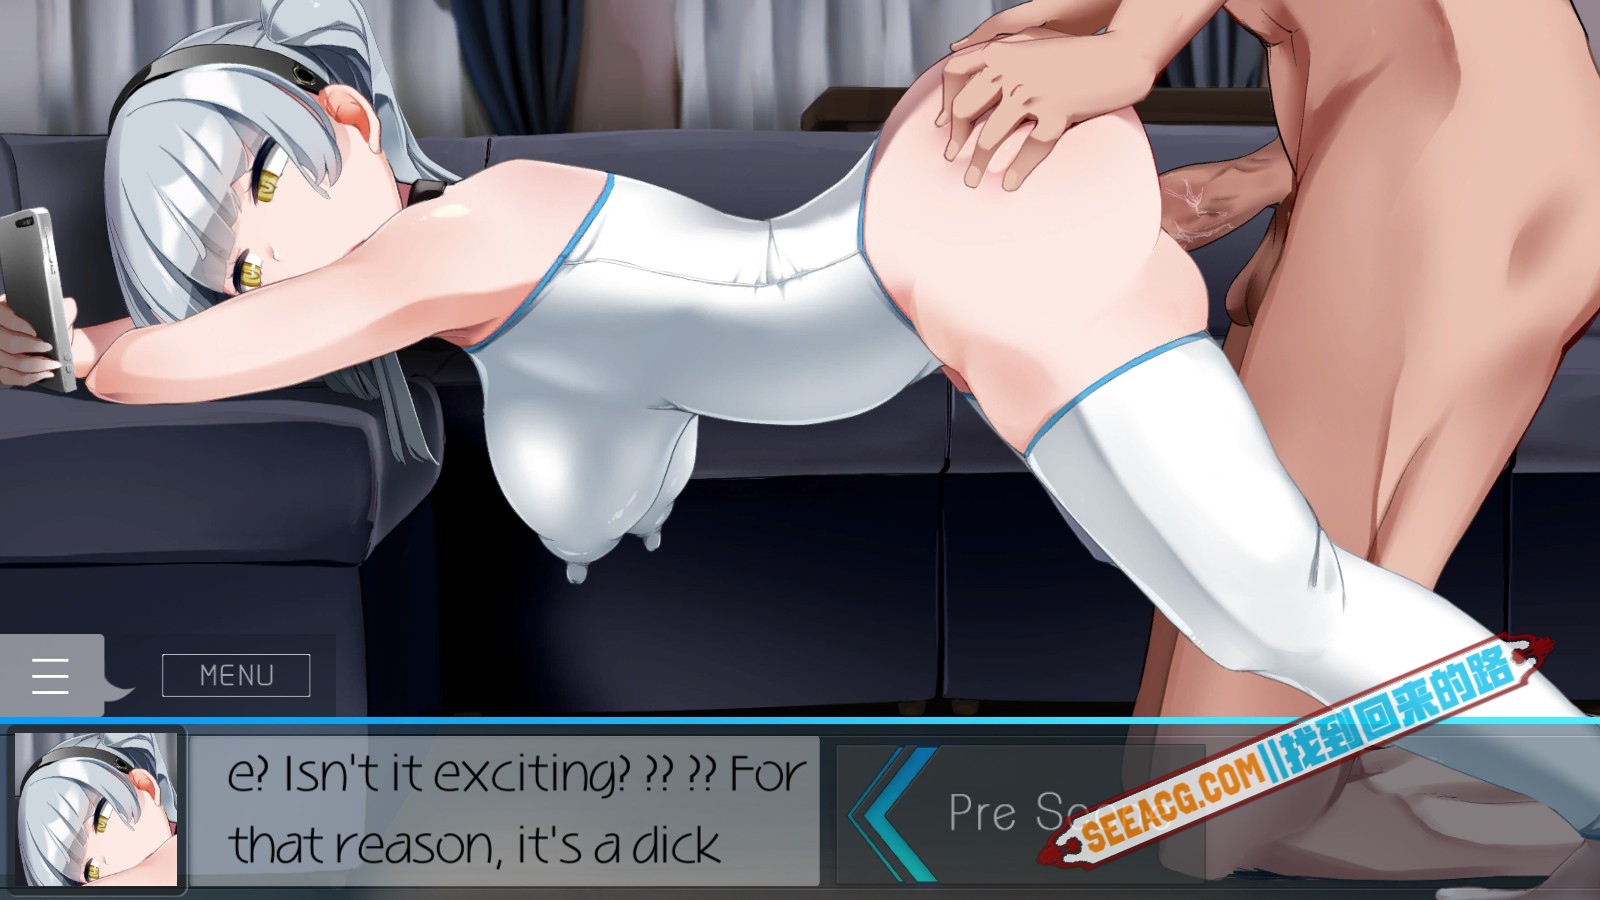 MENU
e? Isn't it exciting? ?? ?? For
that reason, it's a dick
Pre
SEEACG.COM||找到回来的路